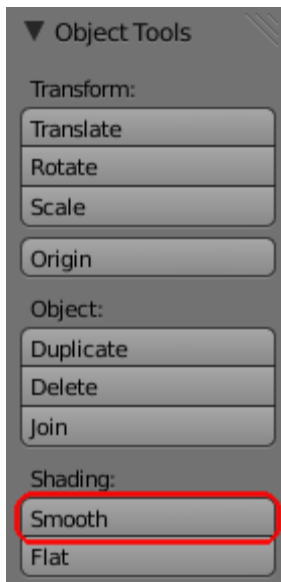 Object Tools
Transform:
Translate
Rotate
Scale
Origin
Object:
Duplicate
Delete
Join
Shading:
Smooth
Flat